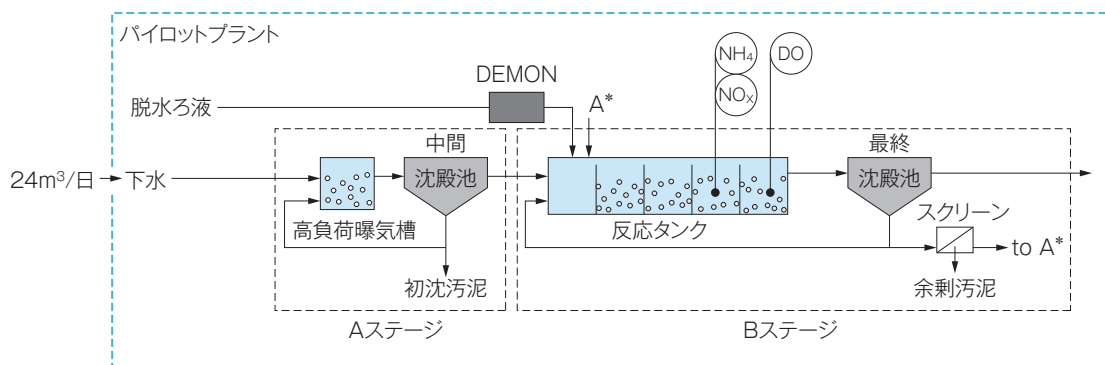 パイロットプラント
NH₄
DO
DEMON
NOₓ
脱水ろ液
A*
中間
最終
24m³/日
下水
沈殿池
沈殿池
スクリーン
高負荷曝気槽
反応タンク
to A*
初沈汚泥
余剰汚泥
Aステージ
Bステージ